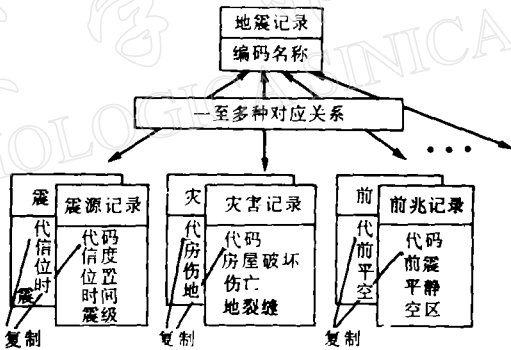 地震记录
编码名称
一至多种对应关系
震
代
信
位
时
震
震源记录
代码
信度
位置
时间
震级
灾
代
房
伤
地
灾害记录
代码
房屋破坏
伤亡
地裂缝
前
代
前
平
空
前兆记录
代码
前震
平静
空区
复制
复制
复制
OLOGICA SINICA